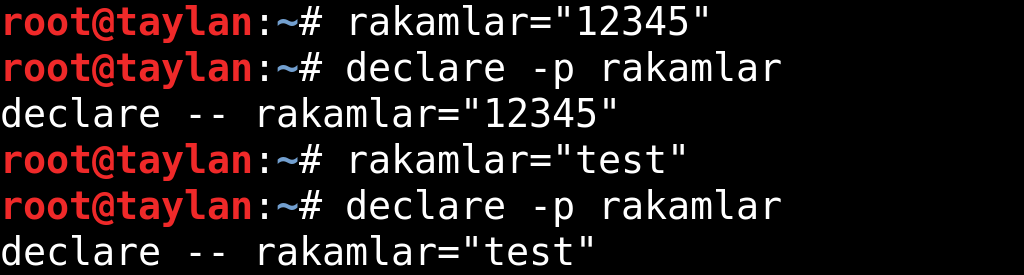 root@taylan:~# rakamlar="12345"
root@taylan:~# declare -p rakamlar
declare -- rakamlar="12345"
root@taylan:~# rakamlar="test"
root@taylan:~# declare -p rakamlar
declare -- rakamlar="test"